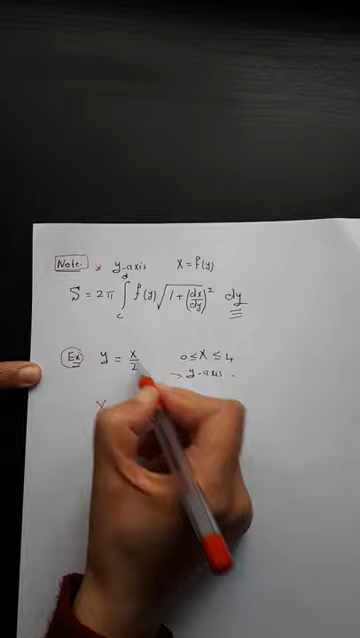 Note * y-axis x = f(y)
S = 2π ∫_c^d f(y) √(1 + (dx/dy)²) dy
Ex y = x/2 0 ≤ x ≤ 4
→ y-axis .
x